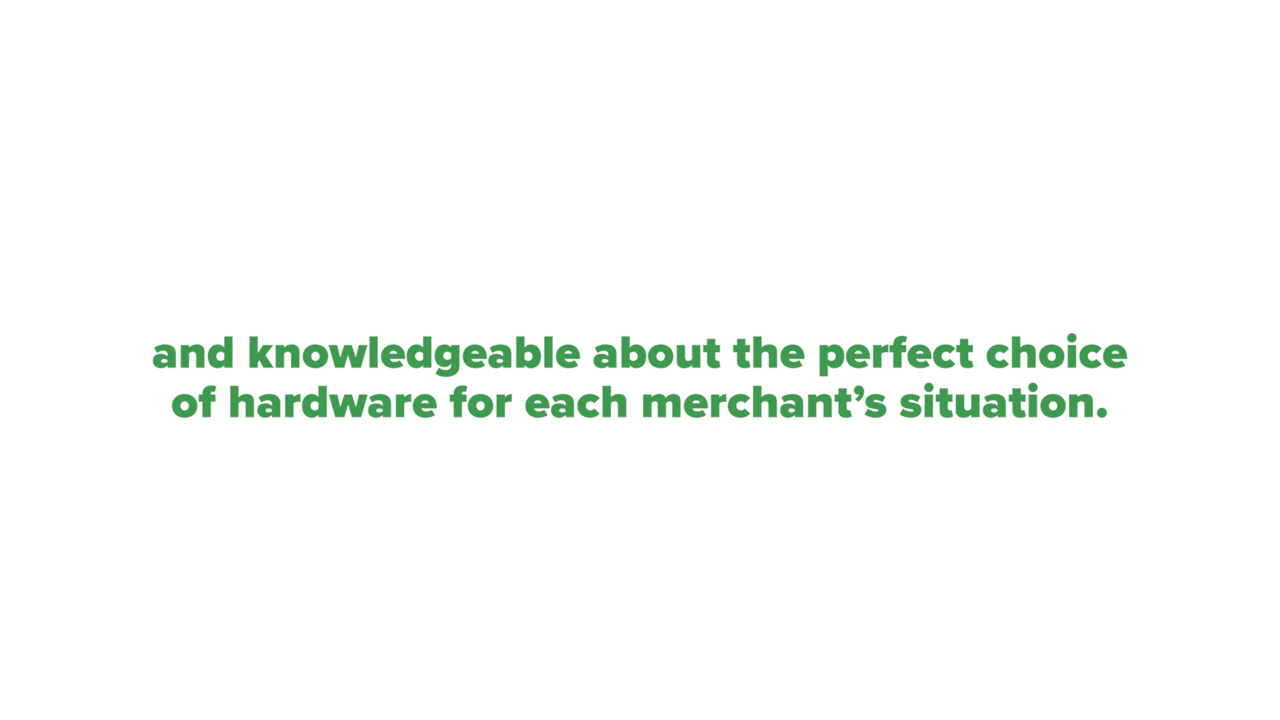 and knowledgeable about the perfect choice
of hardware for each merchant’s situation.